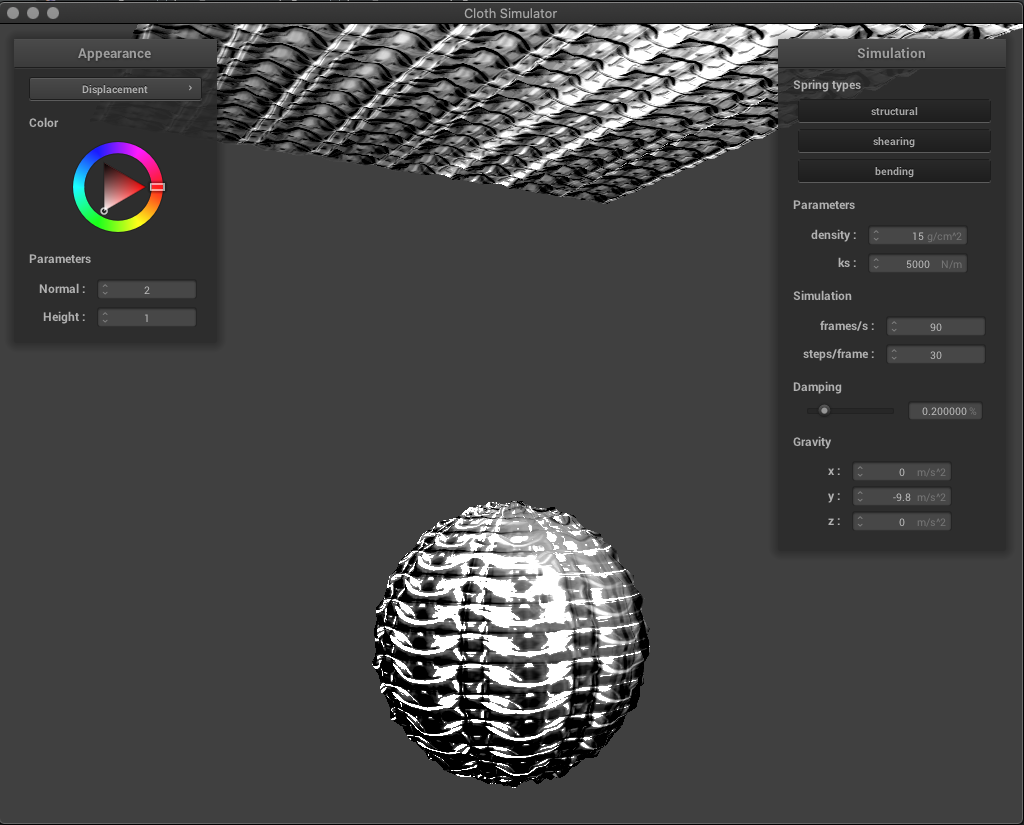 Cloth Simulator
Appearance
Displacement
Color
Parameters
Normal : 2
Height : 1
Simulation
Spring types
structural
shearing
bending
Parameters
density : 15 g/cm^2
ks : 5000 N/m
Simulation
frames/s : 90
steps/frame : 30
Damping
0.200000 %
Gravity
x : 0 m/s^2
y : -9.8 m/s^2
z : 0 m/s^2